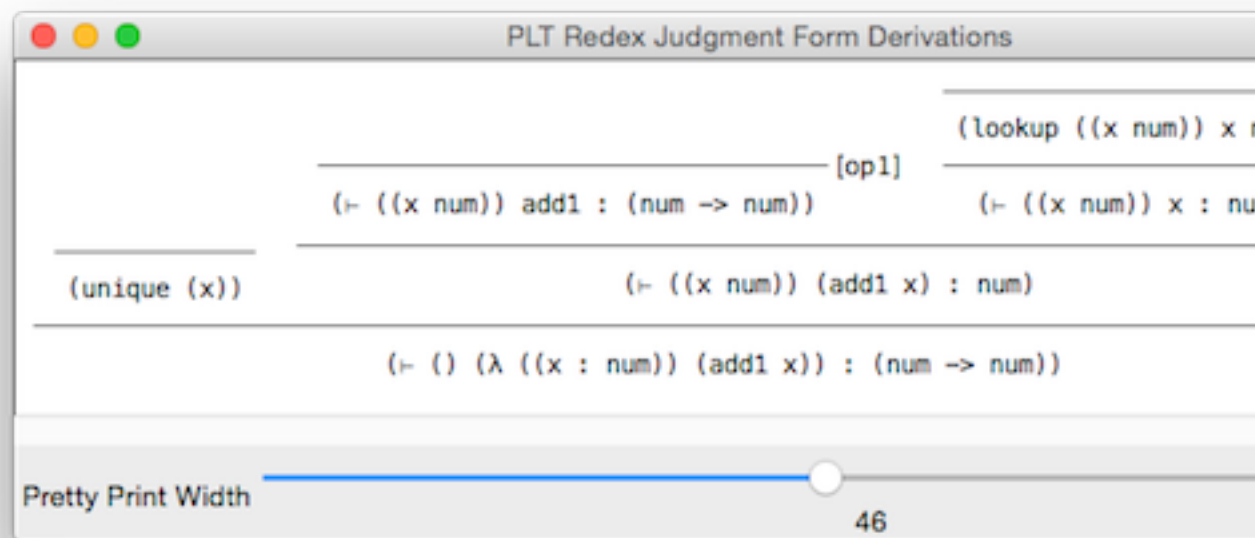 PLT Redex Judgment Form Derivations
(lookup ((x num)) x
[op1]
(⊢ ((x num)) add1 : (num -> num))
(⊢ ((x num)) x :
(unique (x))
(⊢ ((x num)) (add1 x) : num)
(⊢ () (λ ((x : num)) (add1 x)) : (num -> num))
Pretty Print Width
46